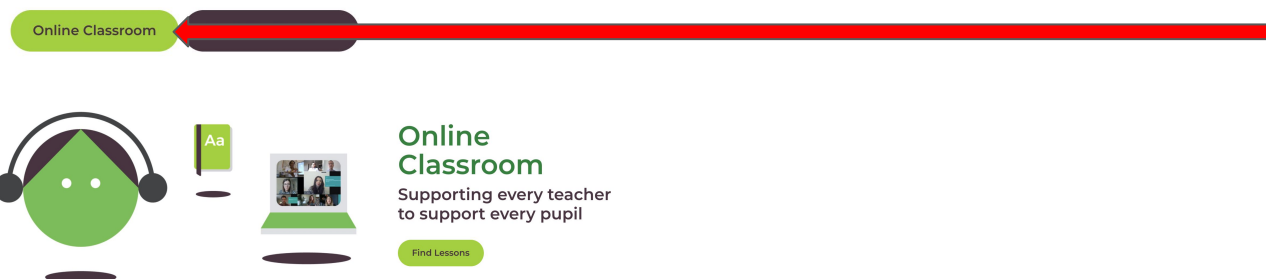 Online Classroom
Aa
Online
Classroom
Supporting every teacher
to support every pupil
Find Lessons